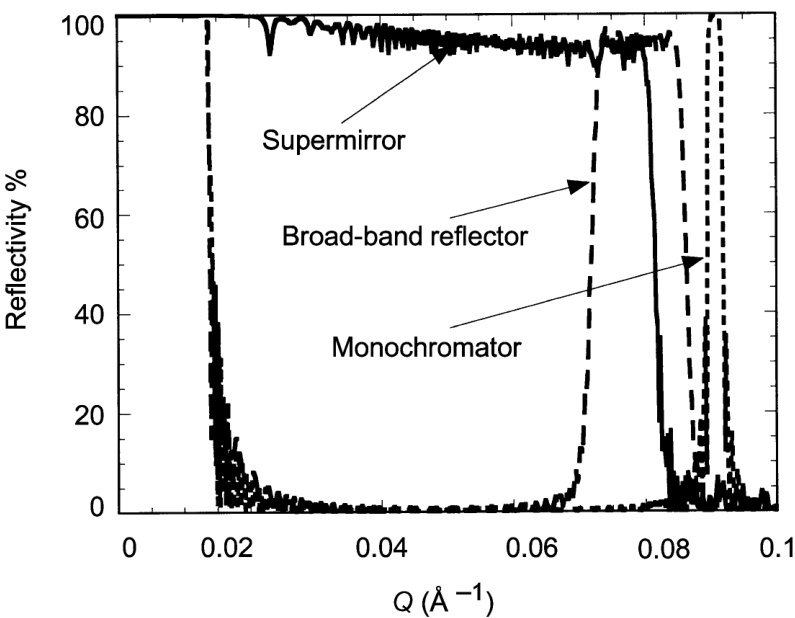 100
80
60
40
20
0
Reflectivity %
Supermirror
Broad-band reflector
Monochromator
0 0.02 0.04 0.06 0.08 0.1
Q (Å⁻¹)